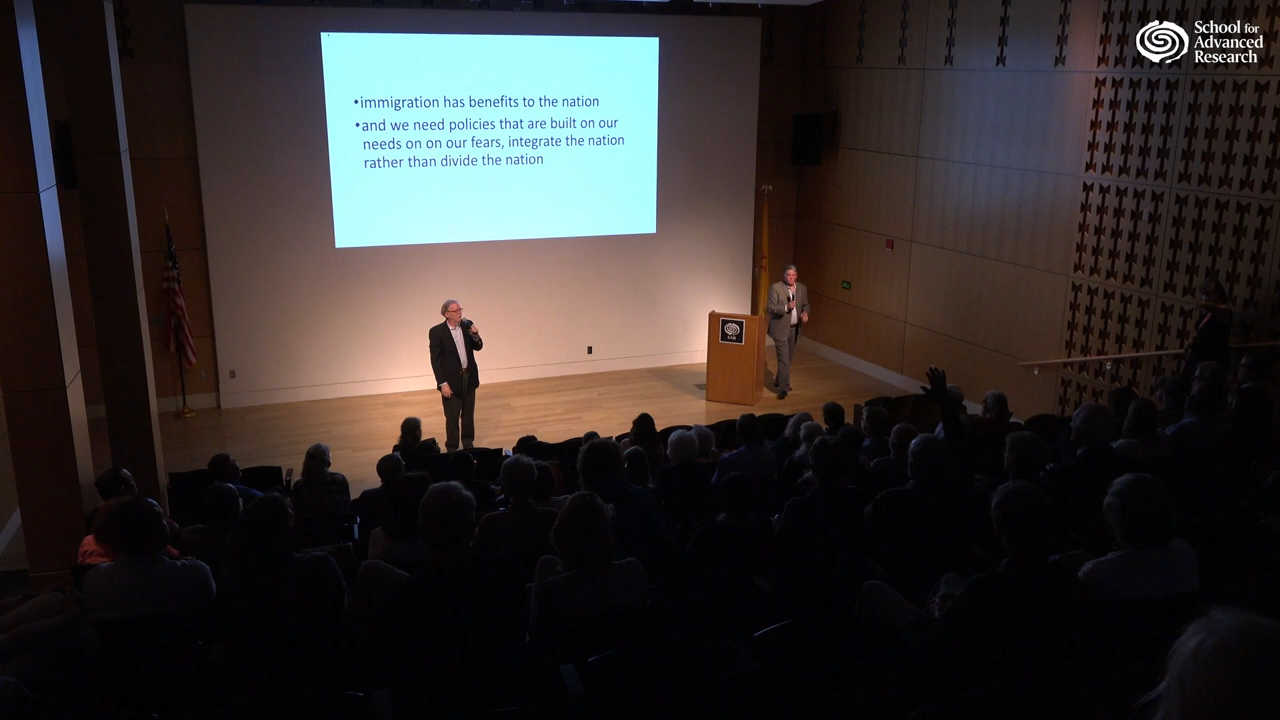 School for
Advanced
Research
•immigration has benefits to the nation
•and we need policies that are built on our
needs on on our fears, integrate the nation
rather than divide the nation
SAR